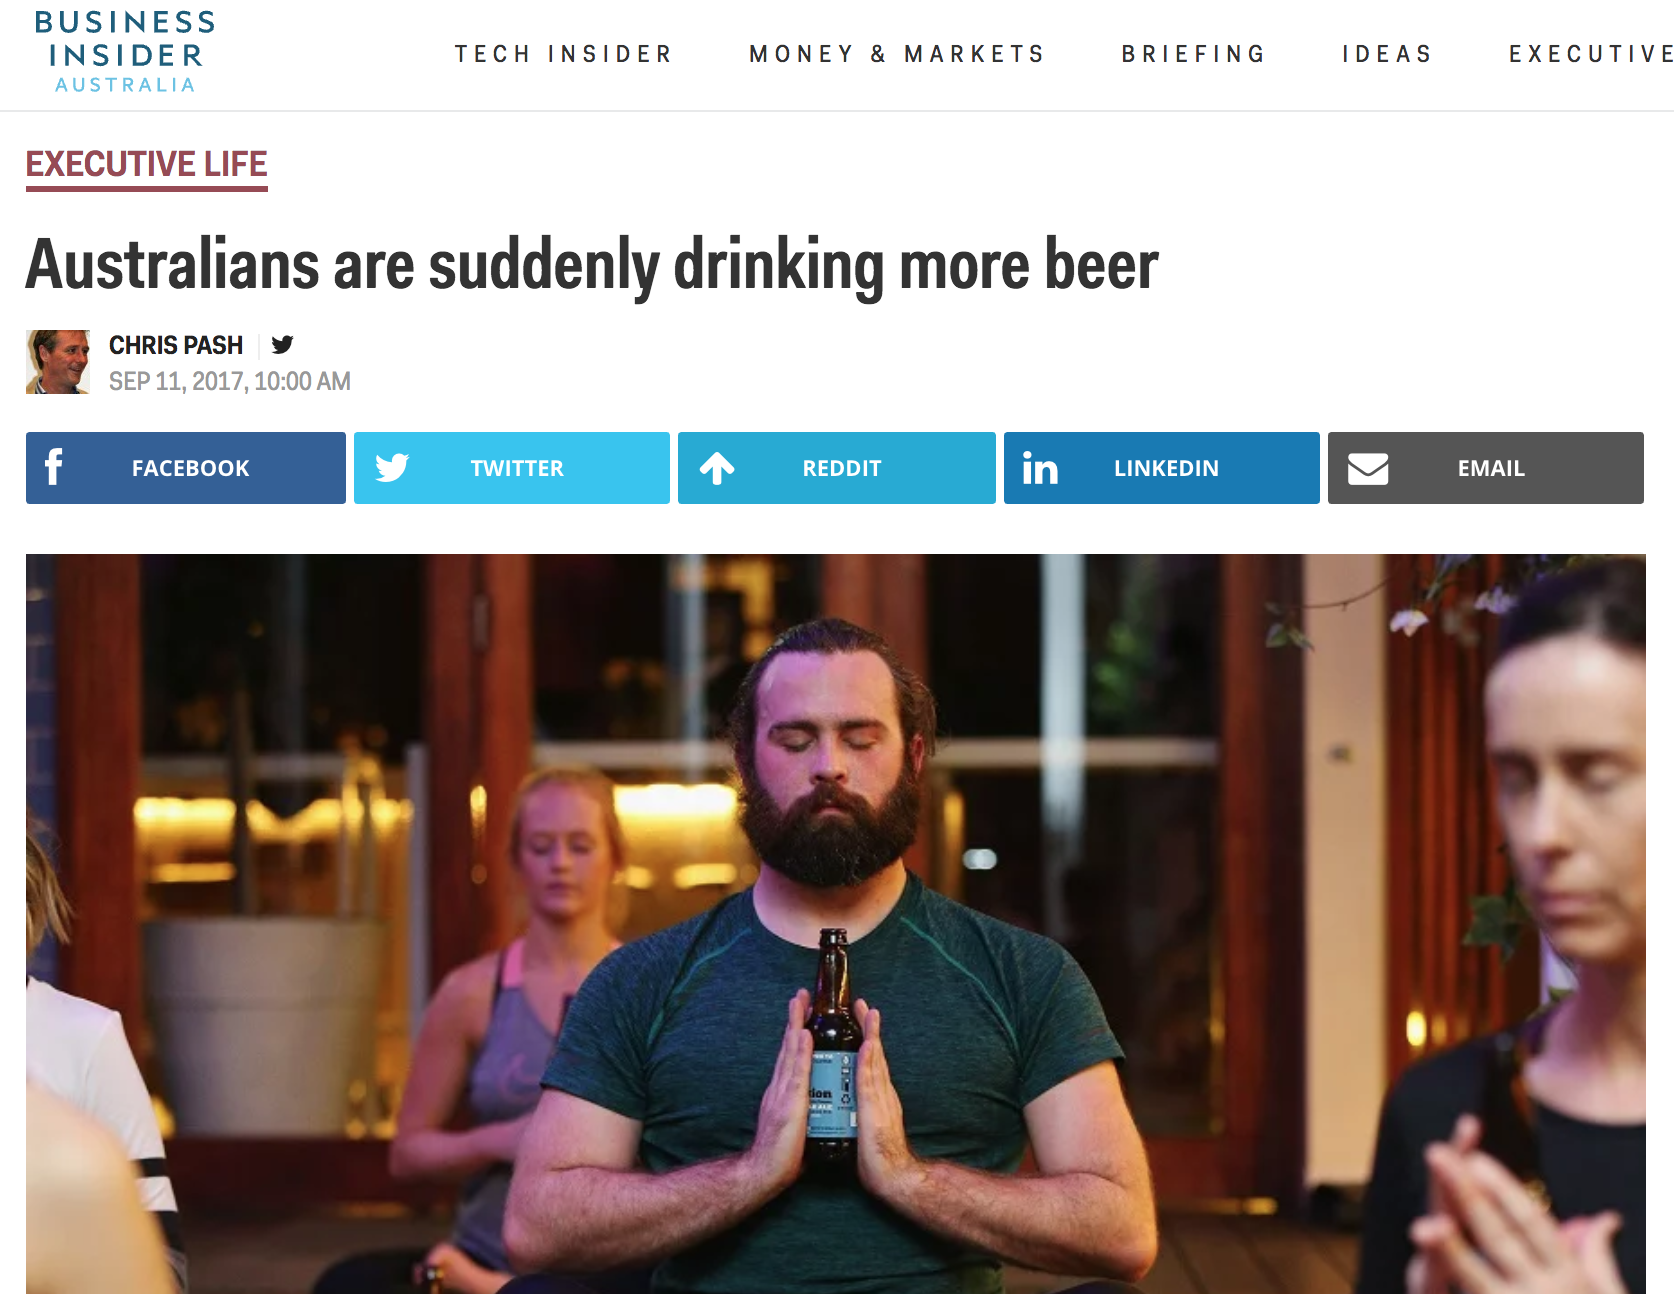 BUSINESS
INSIDER
AUSTRALIA
TECH INSIDER MONEY & MARKETS BRIEFING IDEAS EXECUTIVE
EXECUTIVE LIFE
Australians are suddenly drinking more beer
CHRIS PASH
SEP 11, 2017, 10:00 AM
FACEBOOK TWITTER REDDIT LINKEDIN EMAIL